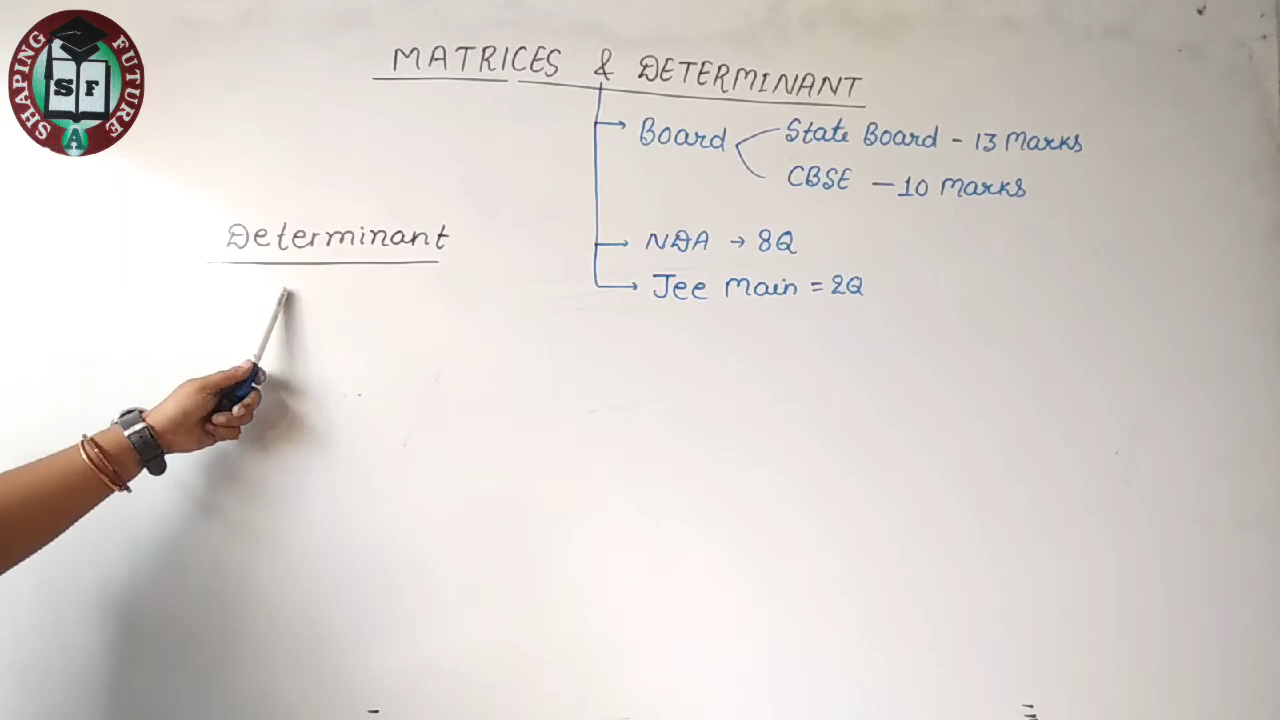 SHAPING FUTURE
SF
A
MATRICES & DETERMINANT
Board
State Board - 13 Marks
CBSE - 10 Marks
Determinant
NDA → 8Q
Jee Main = 2Q